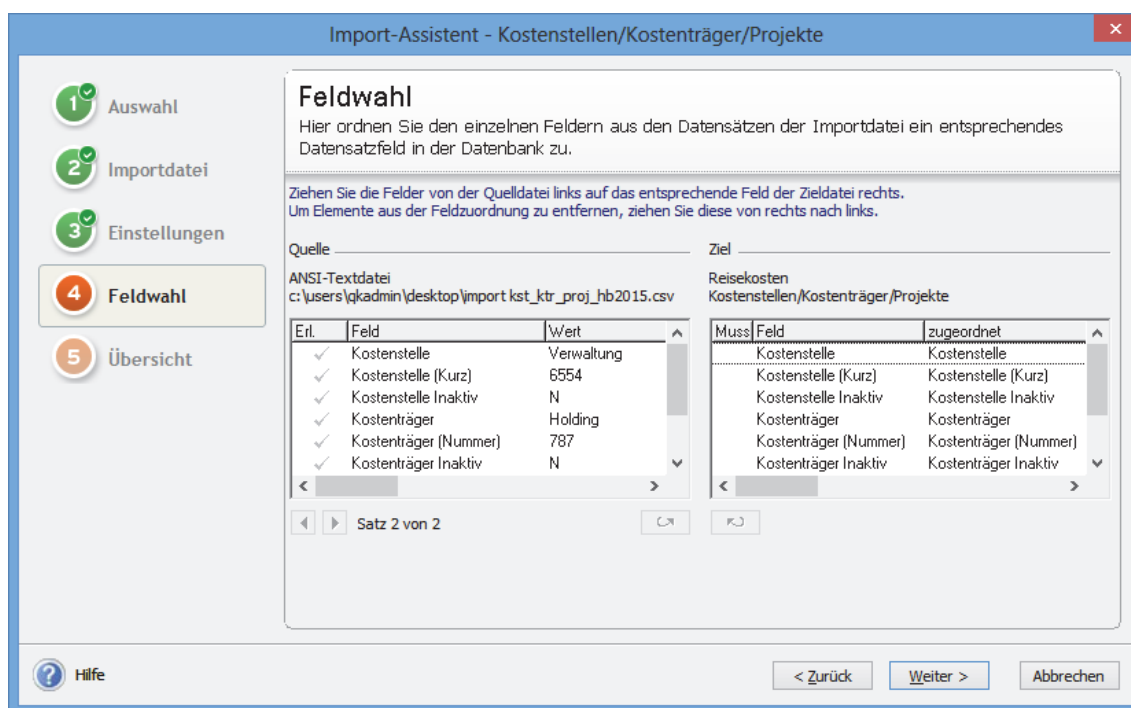 Import-Assistent - Kostenstellen/Kostenträger/Projekte
1 Auswahl
2 Importdatei
3 Einstellungen
4 Feldwahl
5 Übersicht
Feldwahl
Hier ordnen Sie den einzelnen Feldern aus den Datensätzen der Importdatei ein entsprechendes
Datensatzfeld in der Datenbank zu.
Ziehen Sie die Felder von der Quelldatei links auf das entsprechende Feld der Zieldatei rechts.
Um Elemente aus der Feldzuordnung zu entfernen, ziehen Sie diese von rechts nach links.
Quelle
ANSI-Textdatei
c:\users\qkadmin\desktop\import kst_ktr_proj_hb2015.csv
Erl. Feld Wert
Kostenstelle Verwaltung
Kostenstelle (Kurz) 6554
Kostenstelle Inaktiv N
Kostenträger Holding
Kostenträger (Nummer) 787
Kostenträger Inaktiv N
Satz 2 von 2
Ziel
Reisekosten
Kostenstellen/Kostenträger/Projekte
Muss Feld zugeordnet
Kostenstelle Kostenstelle
Kostenstelle (Kurz) Kostenstelle (Kurz)
Kostenstelle Inaktiv Kostenstelle Inaktiv
Kostenträger Kostenträger
Kostenträger (Nummer) Kostenträger (Nummer)
Kostenträger Inaktiv Kostenträger Inaktiv
? Hilfe
< Zurück
Weiter >
Abbrechen